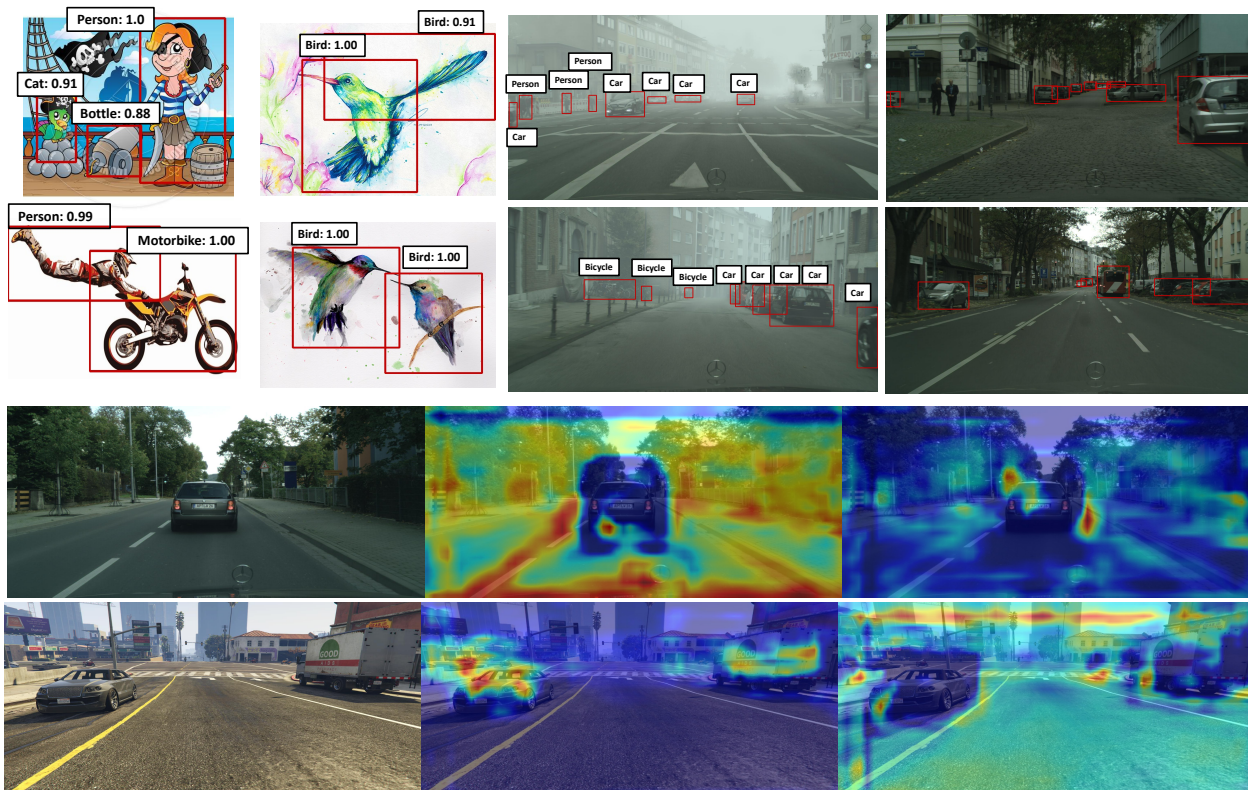 Person: 1.0
Cat: 0.91
Bottle: 0.88
Bird: 0.91
Bird: 1.00
Person
Person
Person
Car
Car
Car
Car
Car
Person: 0.99
Motorbike: 1.00
Bird: 1.00
Bird: 1.00
Bicycle
Bicycle
Bicycle
Car
Car
Car
Car
Car
GOOD
GOOD
GOOD